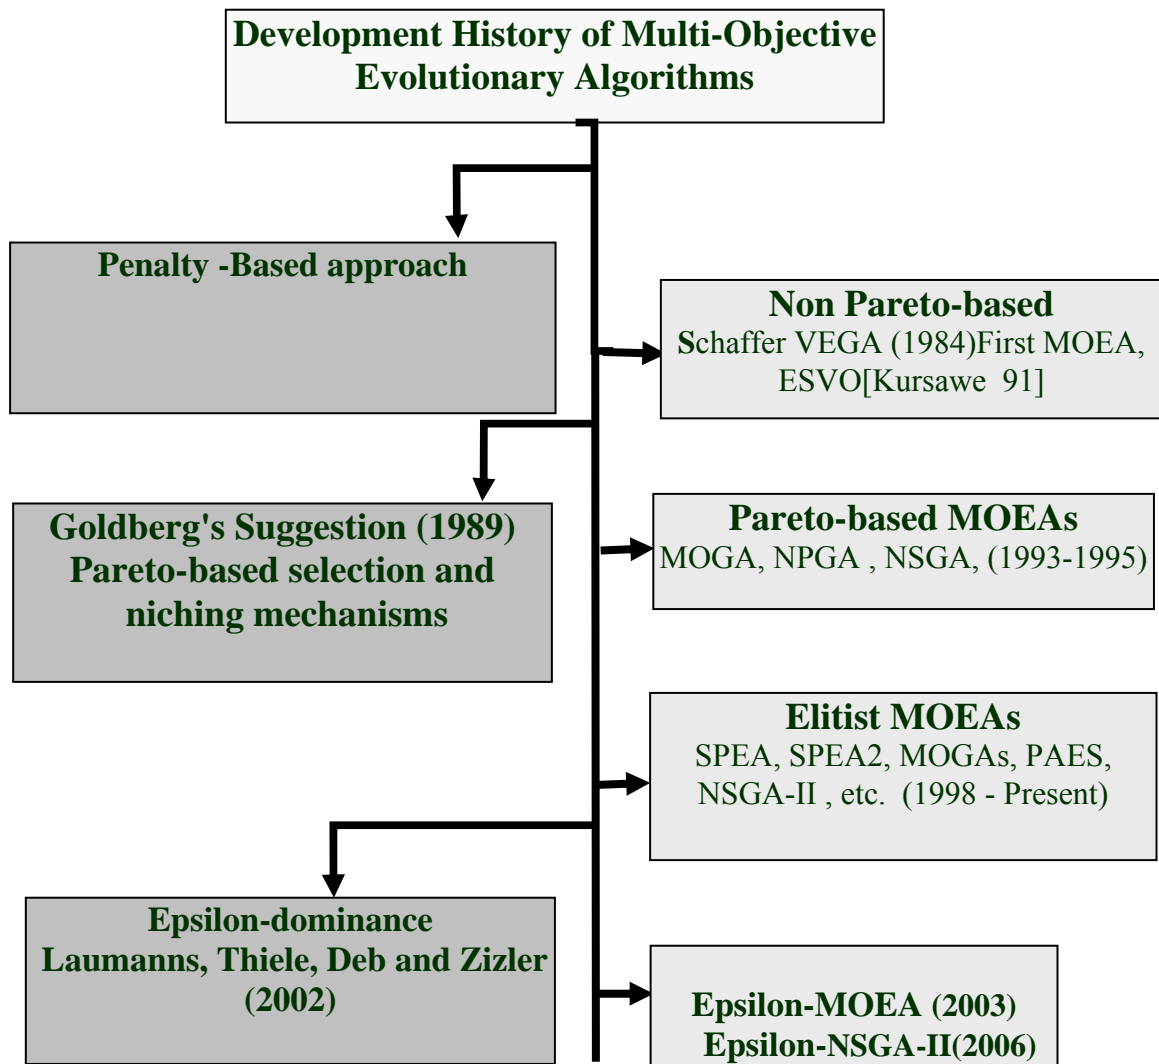 Development History of Multi-Objective
Evolutionary Algorithms
Penalty -Based approach
Non Pareto-based
Schaffer VEGA (1984)First MOEA,
ESVO[Kursawe 91]
Goldberg's Suggestion (1989)
Pareto-based selection and
niching mechanisms
Pareto-based MOEAs
MOGA, NPGA , NSGA, (1993-1995)
Elitist MOEAs
SPEA, SPEA2, MOGAs, PAES,
NSGA-II , etc. (1998 - Present)
Epsilon-dominance
Laumanns, Thiele, Deb and Zizler
(2002)
Epsilon-MOEA (2003)
Epsilon-NSGA-II(2006)